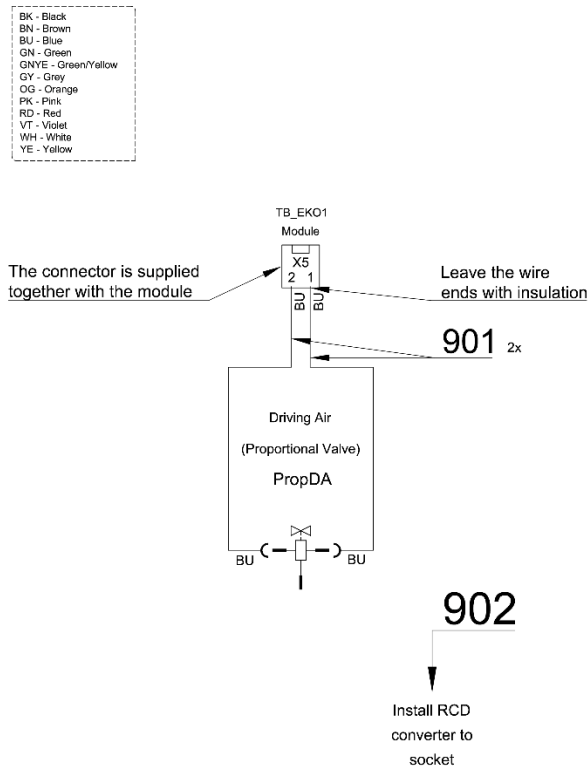 BK - Black
BN - Brown
BU - Blue
GN - Green
GNYE - Green/Yellow
GY - Grey
OG - Orange
PK - Pink
RD - Red
VT - Violet
WH - White
YE - Yellow
TB_EKO1
Module
X5
2 1
The connector is supplied
together with the module
Leave the wire
ends with insulation
BU BU
901 2x
Driving Air
(Proportional Valve)
PropDA
BU BU
902
Install RCD
converter to
socket